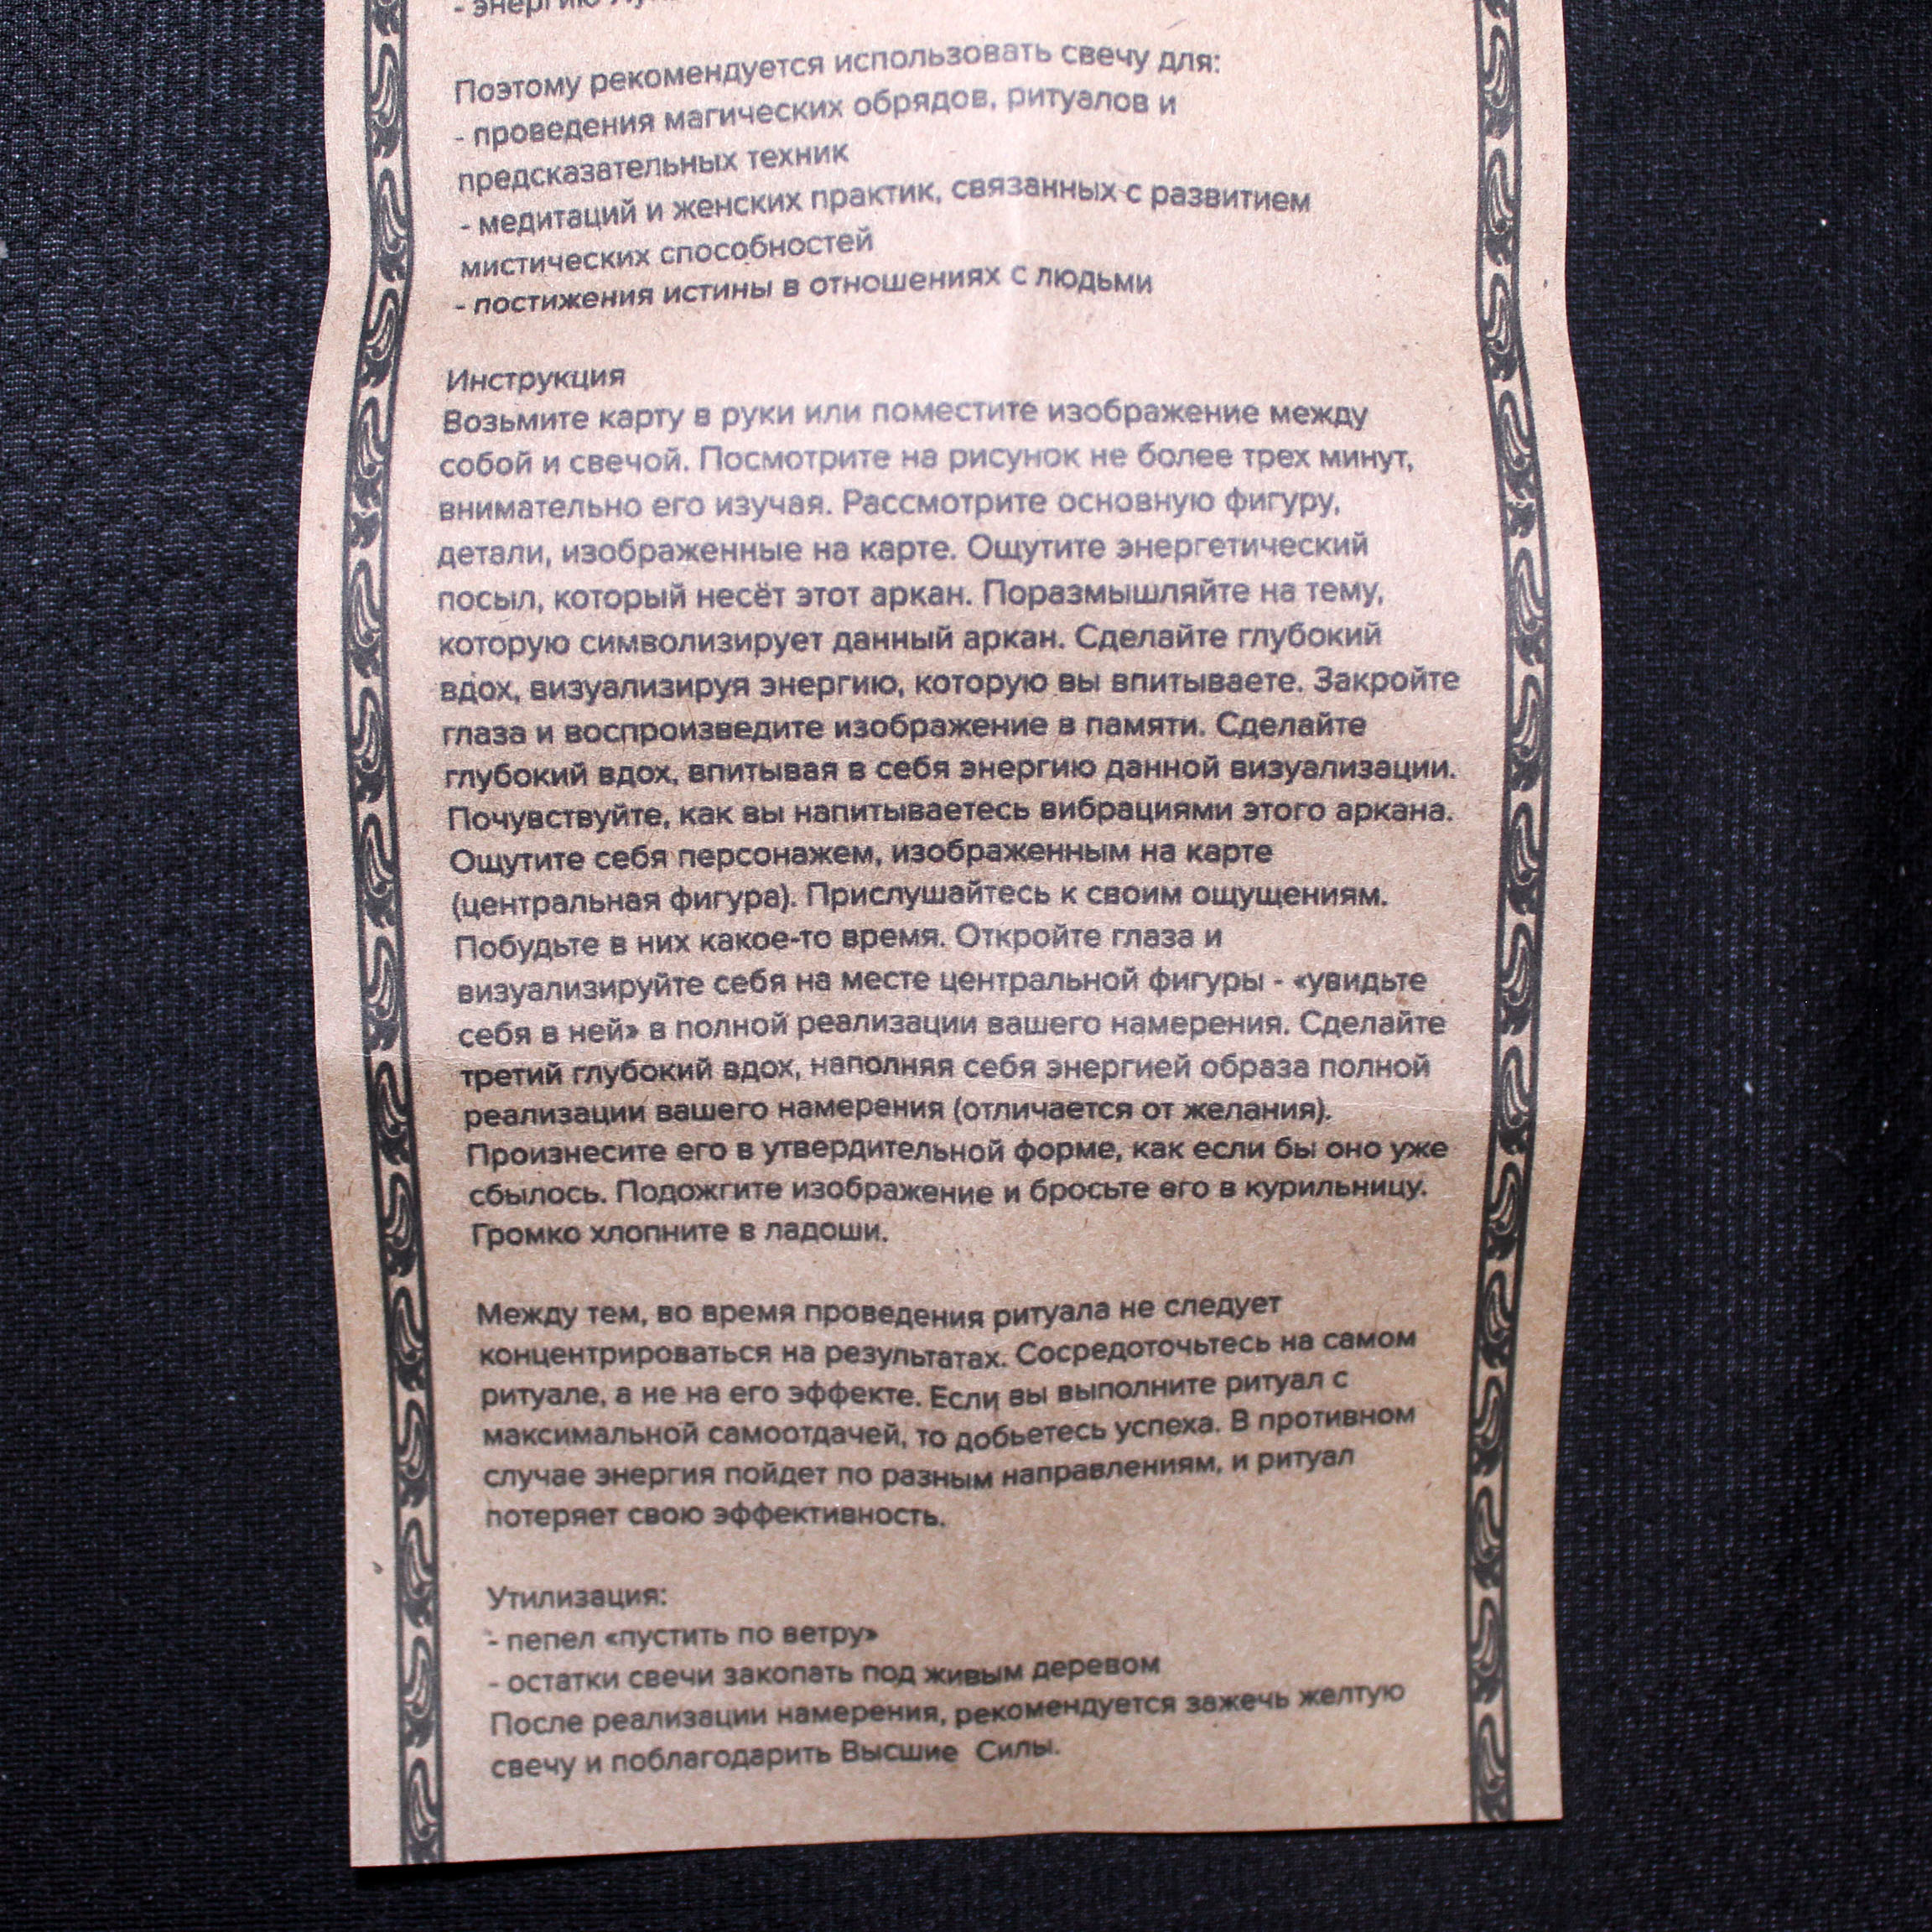 - энергию
Поэтому рекомендуется использовать свечу для:
- проведения магических обрядов, ритуалов и
предсказательных техник
- медитаций и женских практик, связанных с развитием
мистических способностей
- постижения истины в отношениях с людьми
Инструкция
Возьмите карту в руки или поместите изображение между
собой и свечой. Посмотрите на рисунок не более трех минут,
внимательно его изучая. Рассмотрите основную фигуру,
детали, изображенные на карте. Ощутите энергетический
посыл, который несёт этот аркан. Поразмышляйте на тему,
которую символизирует данный аркан. Сделайте глубокий
вдох, визуализируя энергию, которую вы впитываете. Закройте
глаза и воспроизведите изображение в памяти. Сделайте
глубокий вдох, впитывая в себя энергию данной визуализации.
Почувствуйте, как вы напитываетесь вибрациями этого аркана.
Ощутите себя персонажем, изображенным на карте
(центральная фигура). Прислушайтесь к своим ощущениям.
Побудьте в них какое-то время. Откройте глаза и
визуализируйте себя на месте центральной фигуры - «увидьте
себя в ней» в полной реализации вашего намерения. Сделайте
третий глубокий вдох, наполняя себя энергией образа полной
реализации вашего намерения (отличается от желания).
Произнесите его в утвердительной форме, как если бы оно уже
сбылось. Подожгите изображение и бросьте его в курильницу.
Громко хлопните в ладоши.
Между тем, во время проведения ритуала не следует
концентрироваться на результатах. Сосредоточьтесь на самом
ритуале, а не на его эффекте. Если вы выполните ритуал с
максимальной самоотдачей, то добьетесь успеха. В противном
случае энергия пойдет по разным направлениям, и ритуал
потеряет свою эффективность.
Утилизация:
- пепел «пустить по ветру»
- остатки свечи закопать под живым деревом
После реализации намерения, рекомендуется зажечь желтую
свечу и поблагодарить Высшие Силы.